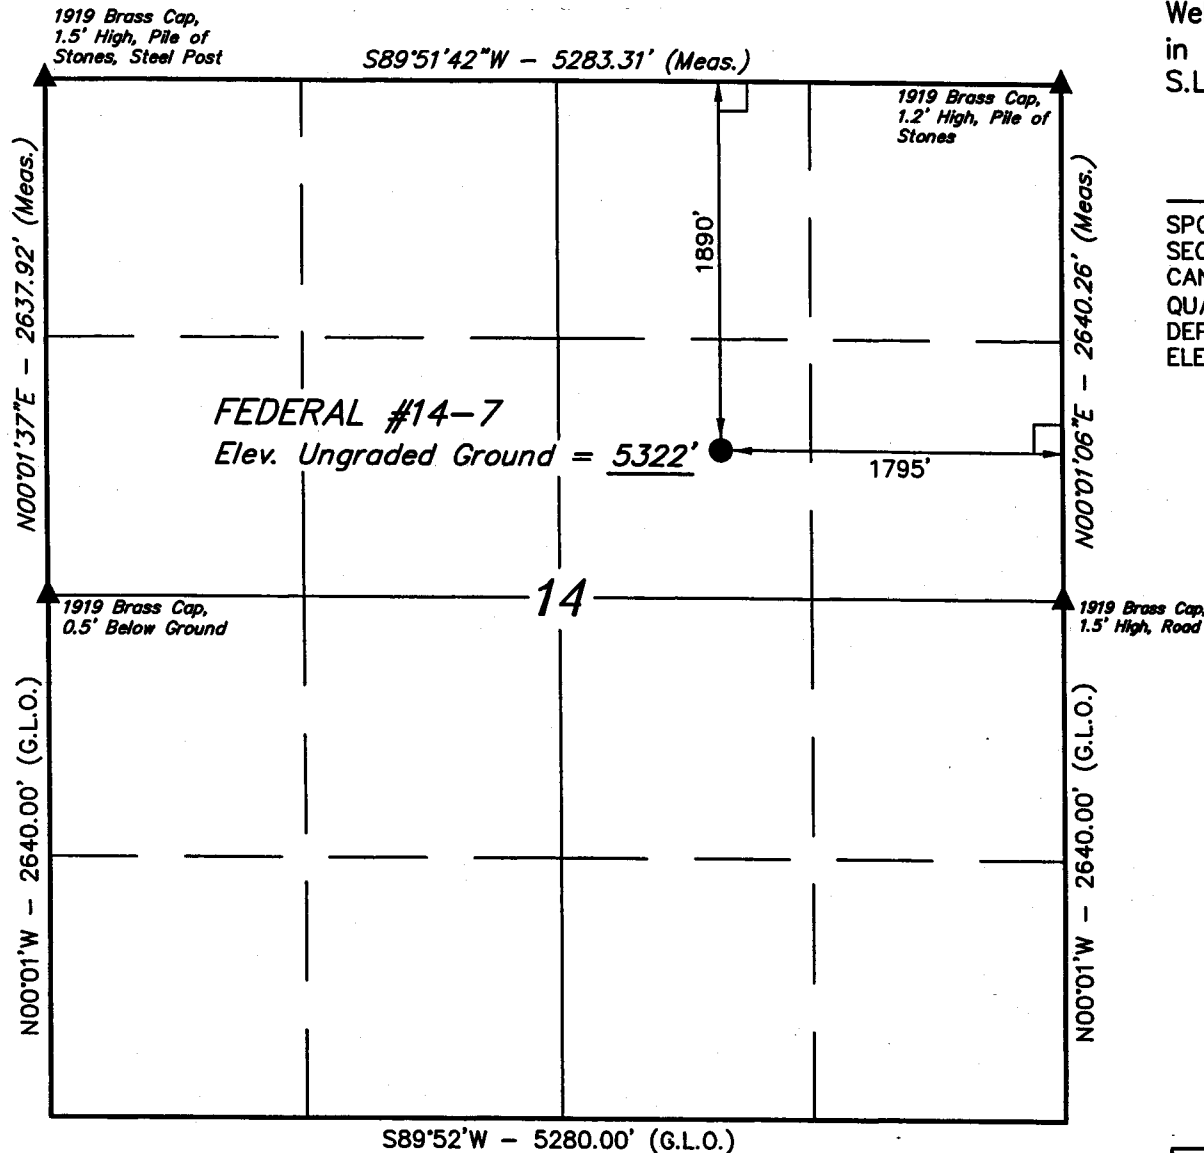 1919 Brass Cap,
1.5' High, Pile of
Stones, Steel Post
S89°51'42"W - 5283.31' (Meas.)
We
in
S.L
1919 Brass Cap,
1.2' High, Pile of
Stones
N00°01'37"E - 2637.92' (Meas.)
1890'
N00°01'06"E - 2640.26' (Meas.)
SPO
SEC
CAN
QUA
DEF
ELE
FEDERAL #14-7
Elev. Ungraded Ground = 5322'
1795'
14
1919 Brass Cap,
0.5' Below Ground
1919 Brass Cap,
1.5' High, Road
N00°01'W - 2640.00' (G.L.O.)
N00°01'W - 2640.00' (G.L.O.)
S89°52'W - 5280.00' (G.L.O.)